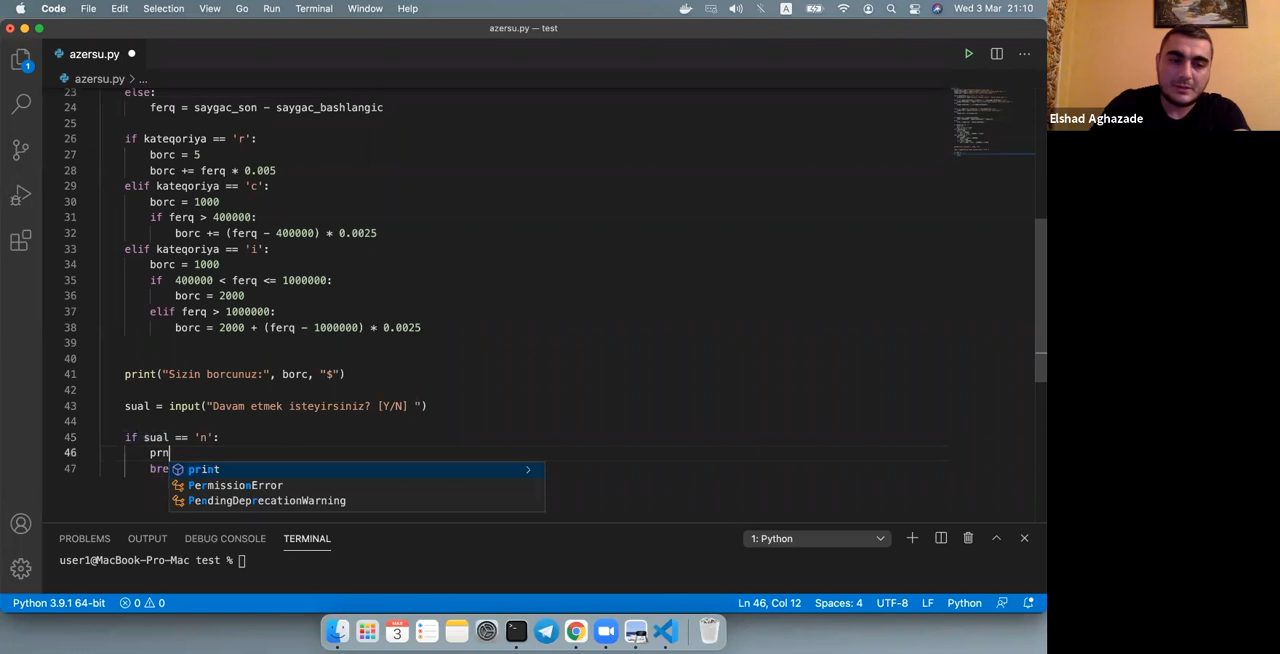 Code File Edit Selection View Go Run Terminal Window Help A Wed 3 Mar 21:10
azersu.py — test
azersu.py
azersu.py > ...
23 else:
24 ferq = saygac_son - saygac_bashlangic
25
26 if kateqoriya == 'r':
27 borc = 5
28 borc += ferq * 0.005
29 elif kateqoriya == 'c':
30 borc = 1000
31 if ferq > 400000:
32 borc += (ferq - 400000) * 0.0025
33 elif kateqoriya == 'i':
34 borc = 1000
35 if 400000 < ferq <= 1000000:
36 borc = 2000
37 elif ferq > 1000000:
38 borc = 2000 + (ferq - 1000000) * 0.0025
39
40
41 print("Sizin borcunuz:", borc, "$")
42
43 sual = input("Davam etmek isteyirsiniz? [Y/N] ")
44
45 if sual == 'n':
46 prn
47 bre
print
PermissionError
PendingDeprecationWarning
1
PROBLEMS OUTPUT DEBUG CONSOLE TERMINAL 1: Python
user1@MacBook-Pro-Mac test %
Python 3.9.1 64-bit 0 0 Ln 46, Col 12 Spaces: 4 UTF-8 LF Python
MAR
3
Elshad Aghazade